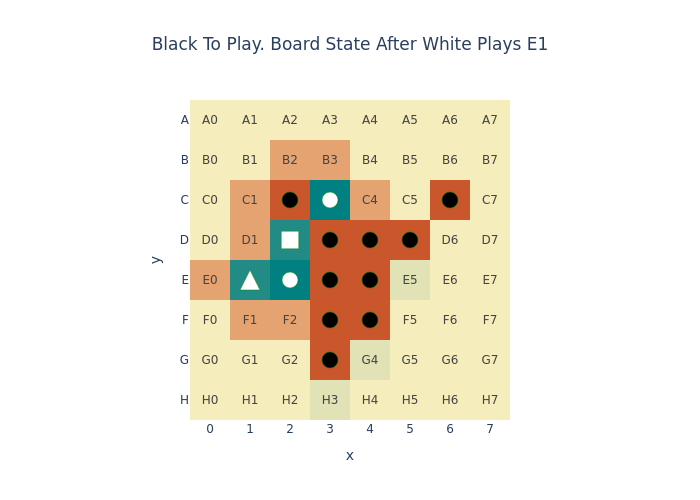 Black To Play. Board State After White Plays E1
A A0 A1 A2 A3 A4 A5 A6 A7
B B0 B1 B2 B3 B4 B5 B6 B7
C C0 C1 C4 C5 C7
D D0 D1 D6 D7
E E0 E5 E6 E7
F F0 F1 F2 F5 F6 F7
G G0 G1 G2 G4 G5 G6 G7
H H0 H1 H2 H3 H4 H5 H6 H7
0 1 2 3 4 5 6 7
x
y